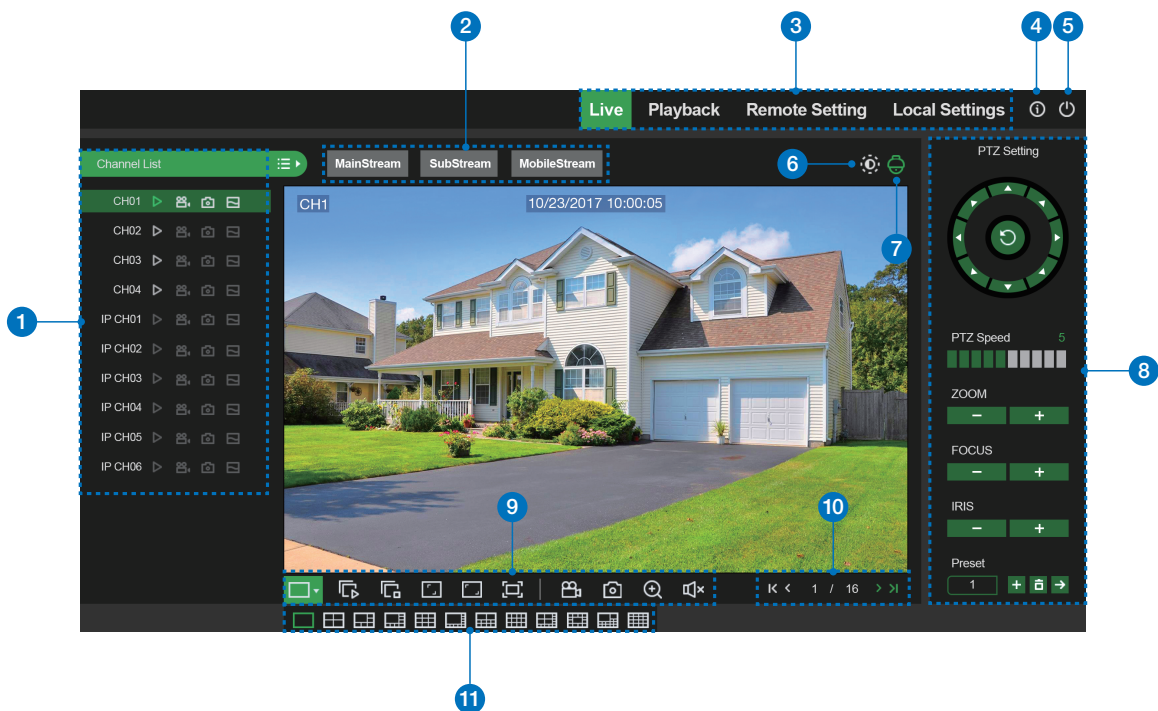 2
3
4
5
Live Playback Remote Setting Local Settings
Channel List
MainStream SubStream MobileStream
6
PTZ Setting
CH01
CH1
10/23/2017 10:00:05
CH02
7
CH03
CH04
1
IP CH01
IP CH02
IP CH03
IP CH04
IP CH05
IP CH06
PTZ Speed 5
8
ZOOM
- +
FOCUS
- +
IRIS
- +
9
10
Preset
1 +
1 / 16
11